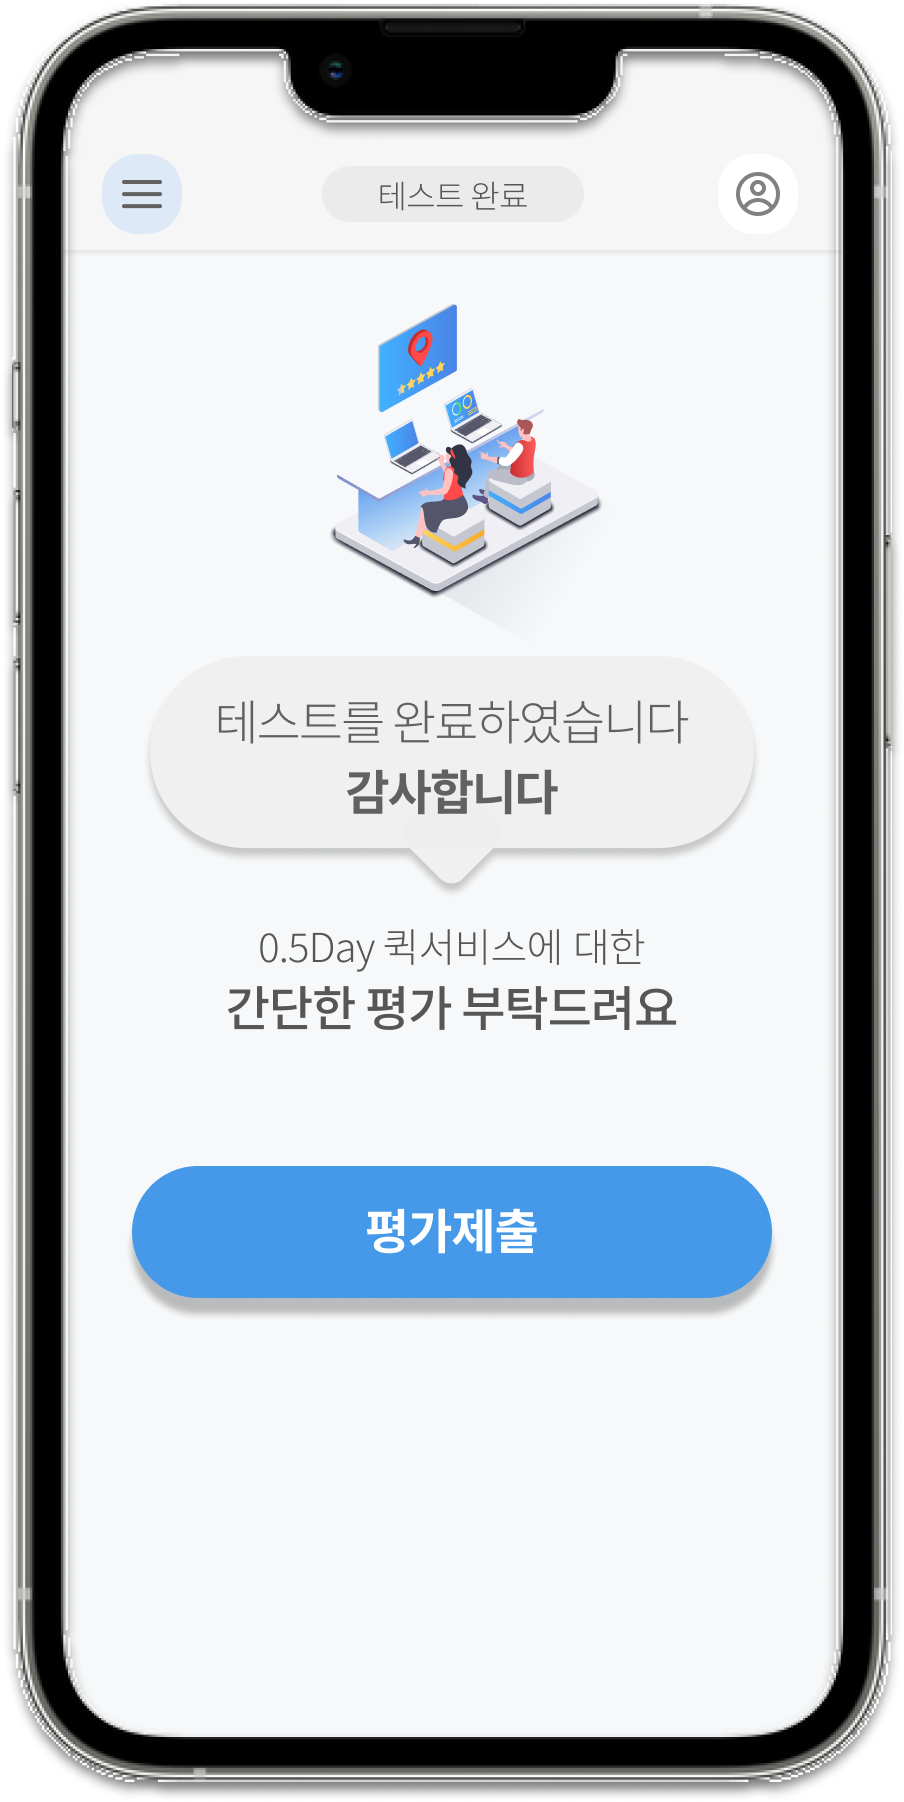 테스트 완료
테스트를 완료하였습니다
감사합니다
0.5Day 퀵서비스에 대한
간단한 평가 부탁드려요
평가제출